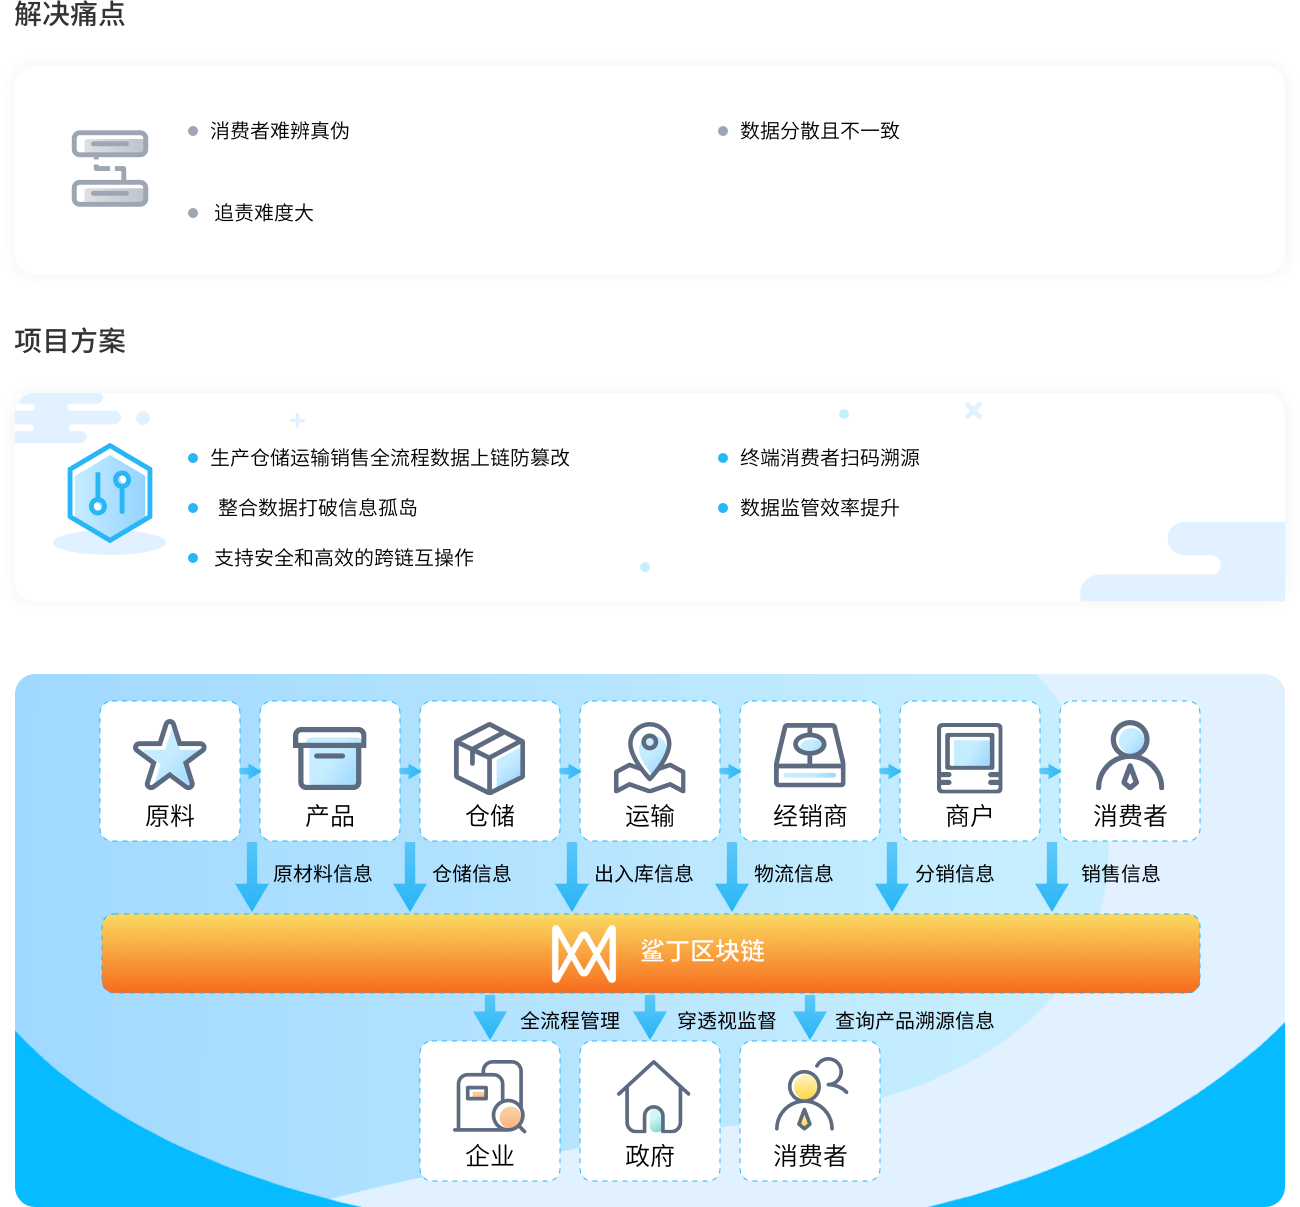 解决痛点
消费者难辨真伪
数据分散且不一致
追责难度大
项目方案
生产仓储运输销售全流程数据上链防篡改
终端消费者扫码溯源
整合数据打破信息孤岛
数据监管效率提升
支持安全和高效的跨链互操作
原料
产品
仓储
运输
经销商
商户
消费者
原材料信息
仓储信息
出入库信息
物流信息
分销信息
销售信息
鲨丁区块链
全流程管理
穿透视监督
查询产品溯源信息
企业
政府
消费者